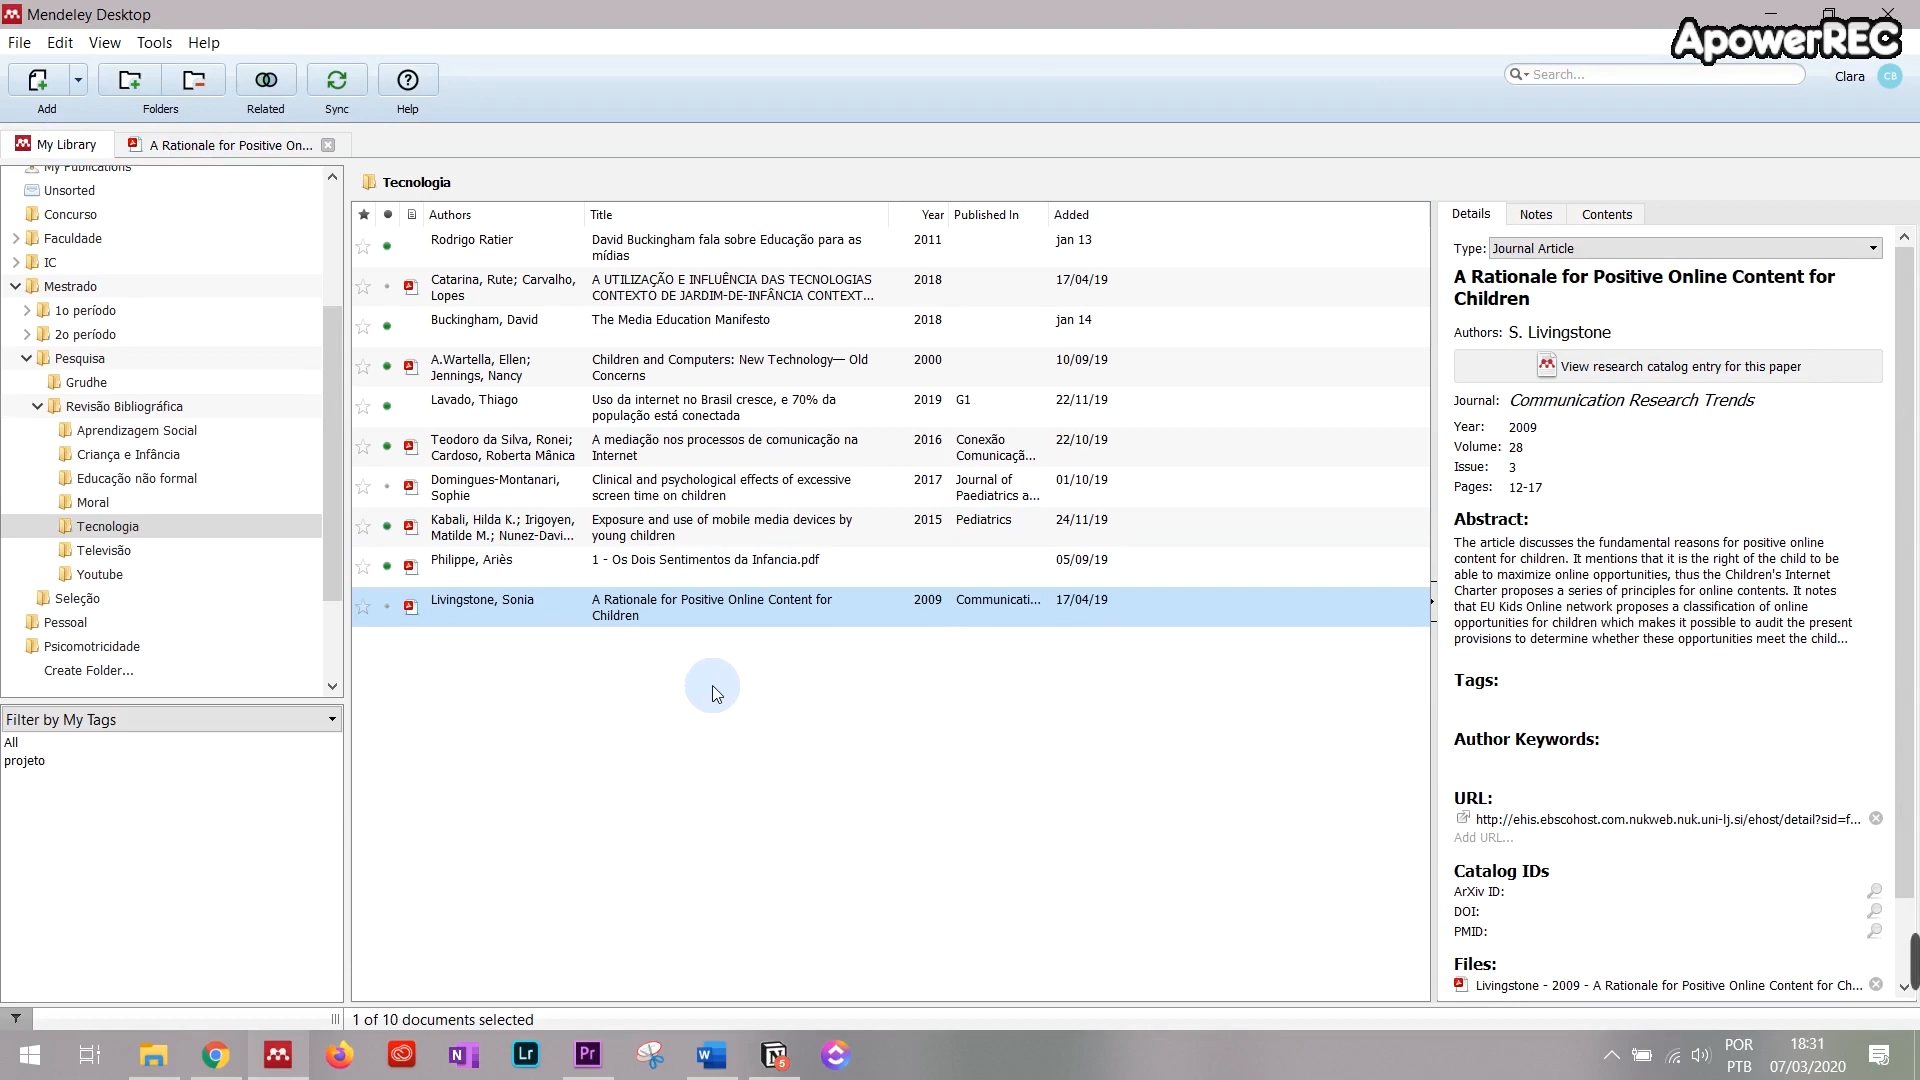 Mendeley Desktop
File Edit View Tools Help
ApowerREC
Search...
Clara CB
Add Folders Related Sync Help
My Library
A Rationale for Positive On...
My Publications
Unsorted
Concurso
Faculdade
IC
Mestrado
1o período
2o período
Pesquisa
Grudhe
Revisão Bibliográfica
Aprendizagem Social
Criança e Infância
Educação não formal
Moral
Tecnologia
Televisão
Youtube
Seleção
Pessoal
Psicomotricidade
Create Folder...
Filter by My Tags
All
projeto
Tecnologia
Authors Title Year Published In Added
Rodrigo Ratier David Buckingham fala sobre Educação para as 2011 jan 13
mídias
Catarina, Rute; Carvalho, A UTILIZAÇÃO E INFLUÊNCIA DAS TECNOLOGIAS 2018 17/04/19
Lopes CONTEXTO DE JARDIM-DE-INFÂNCIA CONTEXT...
Buckingham, David The Media Education Manifesto 2018 jan 14
A.Wartella, Ellen; Children and Computers: New Technology— Old 2000 10/09/19
Jennings, Nancy Concerns
Lavado, Thiago Uso da internet no Brasil cresce, e 70% da 2019 G1 22/11/19
população está conectada
Teodoro da Silva, Ronei; A mediação nos processos de comunicação na 2016 Conexão 22/10/19
Cardoso, Roberta Mânica Internet Comunicaçã...
Domingues-Montanari, Clinical and psychological effects of excessive 2017 Journal of 01/10/19
Sophie screen time on children Paediatrics a...
Kabali, Hilda K.; Irigoyen, Exposure and use of mobile media devices by 2015 Pediatrics 24/11/19
Matilde M.; Nunez-Davi... young children
Philippe, Ariès 1 - Os Dois Sentimentos da Infancia.pdf 05/09/19
Livingstone, Sonia A Rationale for Positive Online Content for 2009 Communicati... 17/04/19
Children
Details Notes Contents
Type: Journal Article
A Rationale for Positive Online Content for
Children
Authors: S. Livingstone
View research catalog entry for this paper
Journal: Communication Research Trends
Year: 2009
Volume: 28
Issue: 3
Pages: 12-17
Abstract:
The article discusses the fundamental reasons for positive online
content for children. It mentions that it is the right of the child to be
able to maximize online opportunities, thus the Children's Internet
Charter proposes a series of principles for online contents. It notes
that EU Kids Online network proposes a classification of online
opportunities for children which makes it possible to audit the present
provisions to determine whether these opportunities meet the child...
Tags:
Author Keywords:
URL:
http://ehis.ebscohost.com.nukweb.nuk.uni-lj.si/ehost/detail?sid=f...
Add URL...
Catalog IDs
ArXiv ID:
DOI:
PMID:
Files:
Livingstone - 2009 - A Rationale for Positive Online Content for Ch...
1 of 10 documents selected
N Lr Pr W N 5
POR 18:31
PTB 07/03/2020